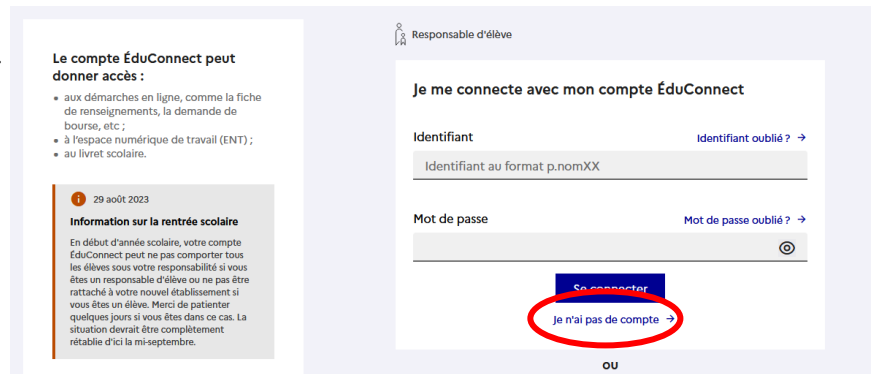 Le compte ÉduConnect peut
donner accès :
• aux démarches en ligne, comme la fiche
de renseignements, la demande de
bourse, etc ;
• à l'espace numérique de travail (ENT) ;
• au livret scolaire.
29 août 2023
Information sur la rentrée scolaire
En début d'année scolaire, votre compte
ÉduConnect peut ne pas comporter tous
les élèves sous votre responsabilité si vous
êtes un responsable d'élève ou ne pas être
rattaché à votre nouvel établissement si
vous êtes un élève. Merci de patienter
quelques jours si vous êtes dans ce cas. La
situation devrait être complètement
rétablie d'ici la mi-septembre.
Responsable d'élève
Je me connecte avec mon compte ÉduConnect
Identifiant
Identifiant oublié ? →
Identifiant au format p.nomXX
Mot de passe
Mot de passe oublié ? →
Se connecter
Je n'ai pas de compte →
OU